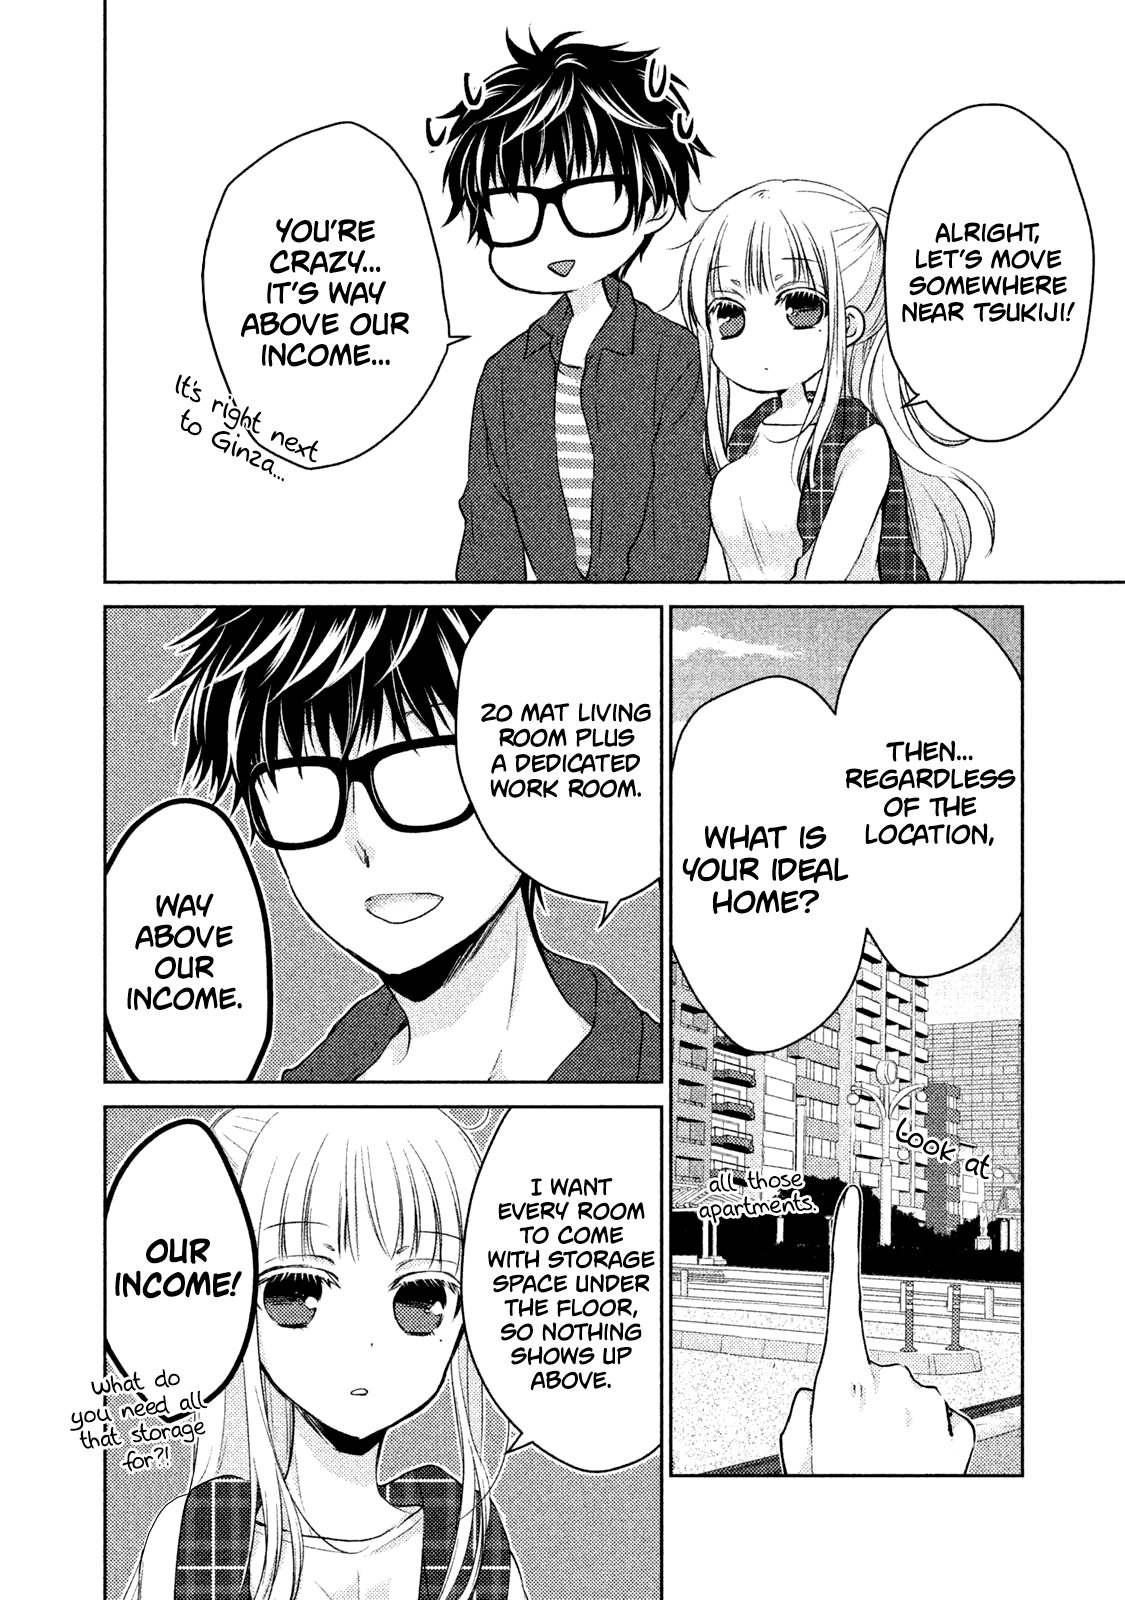 ALRIGHT,
LET'S MOVE
SOMEWHERE
NEAR TSUKIJI!
YOU'RE
CRAZY...
IT'S WAY
ABOVE OUR
INCOME...
It's right next
to Ginza...
THEN...
REGARDLESS
OF THE
LOCATION,
WHAT IS
YOUR IDEAL
HOME?
Look at
all those
apartments.
20 MAT LIVING
ROOM PLUS
A DEDICATED
WORK ROOM.
WAY
ABOVE
OUR
INCOME.
I WANT
EVERY ROOM
TO COME
WITH STORAGE
SPACE UNDER
THE FLOOR,
SO NOTHING
SHOWS UP
ABOVE.
OUR
INCOME!
What do
you need all
that storage
for?!